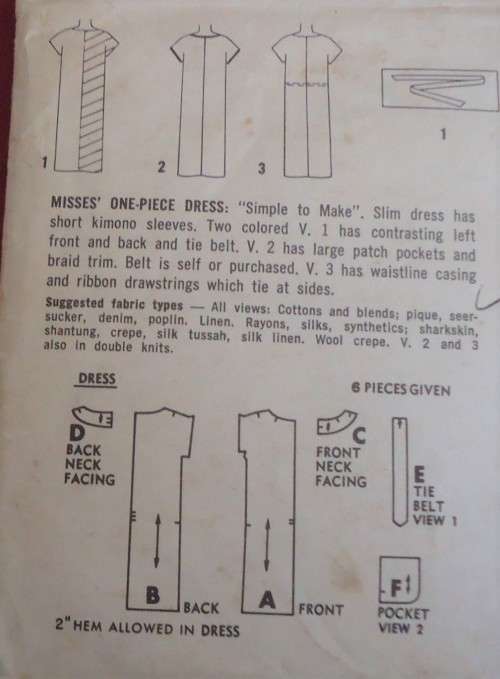 1
2
3
1
MISSES' ONE-PIECE DRESS: "Simple to Make". Slim dress has
short kimono sleeves. Two colored V. 1 has contrasting left
front and back and tie belt. V. 2 has large patch pockets and
braid trim. Belt is self or purchased. V. 3 has waistline casing
and ribbon drawstrings which tie at sides.
Suggested fabric types — All views: Cottons and blends; pique, seer-
sucker, denim, poplin. Linen. Rayons, silks, synthetics; sharkskin,
shantung, crepe, silk tussah, silk linen. Wool crepe. V. 2 and 3
also in double knits.
DRESS
6 PIECES GIVEN
D
BACK
NECK
FACING
C
FRONT
NECK
FACING
E
TIE
BELT
VIEW 1
B
BACK
A
FRONT
F
POCKET
VIEW 2
2" HEM ALLOWED IN DRESS